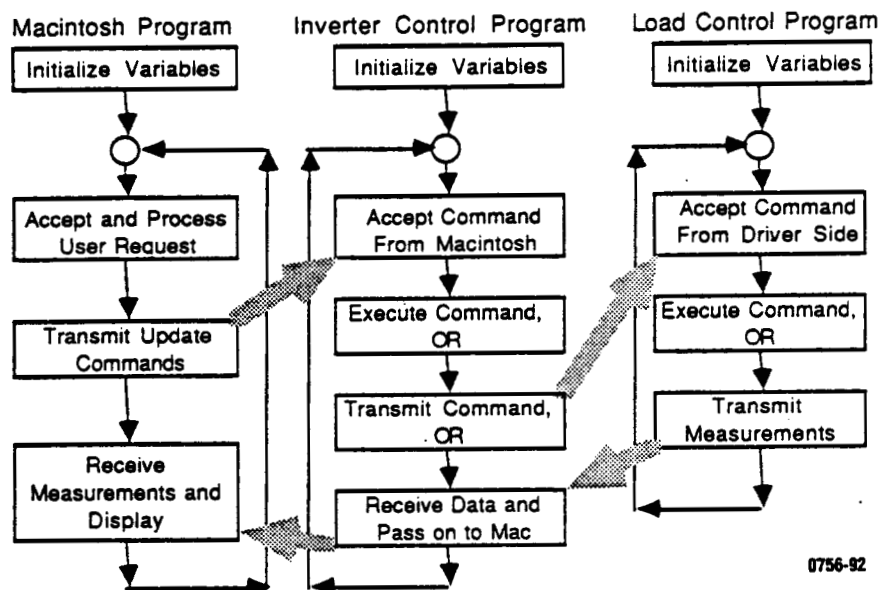 Macintosh Program
Initialize Variables
Accept and Process
User Request
Transmit Update
Commands
Receive
Measurements and
Display
Inverter Control Program
Initialize Variables
Accept Command
From Macintosh
Execute Command,
OR
Transmit Command,
OR
Receive Data and
Pass on to Mac
Load Control Program
Initialize Variables
Accept Command
From Driver Side
Execute Command,
OR
Transmit
Measurements
0756-92